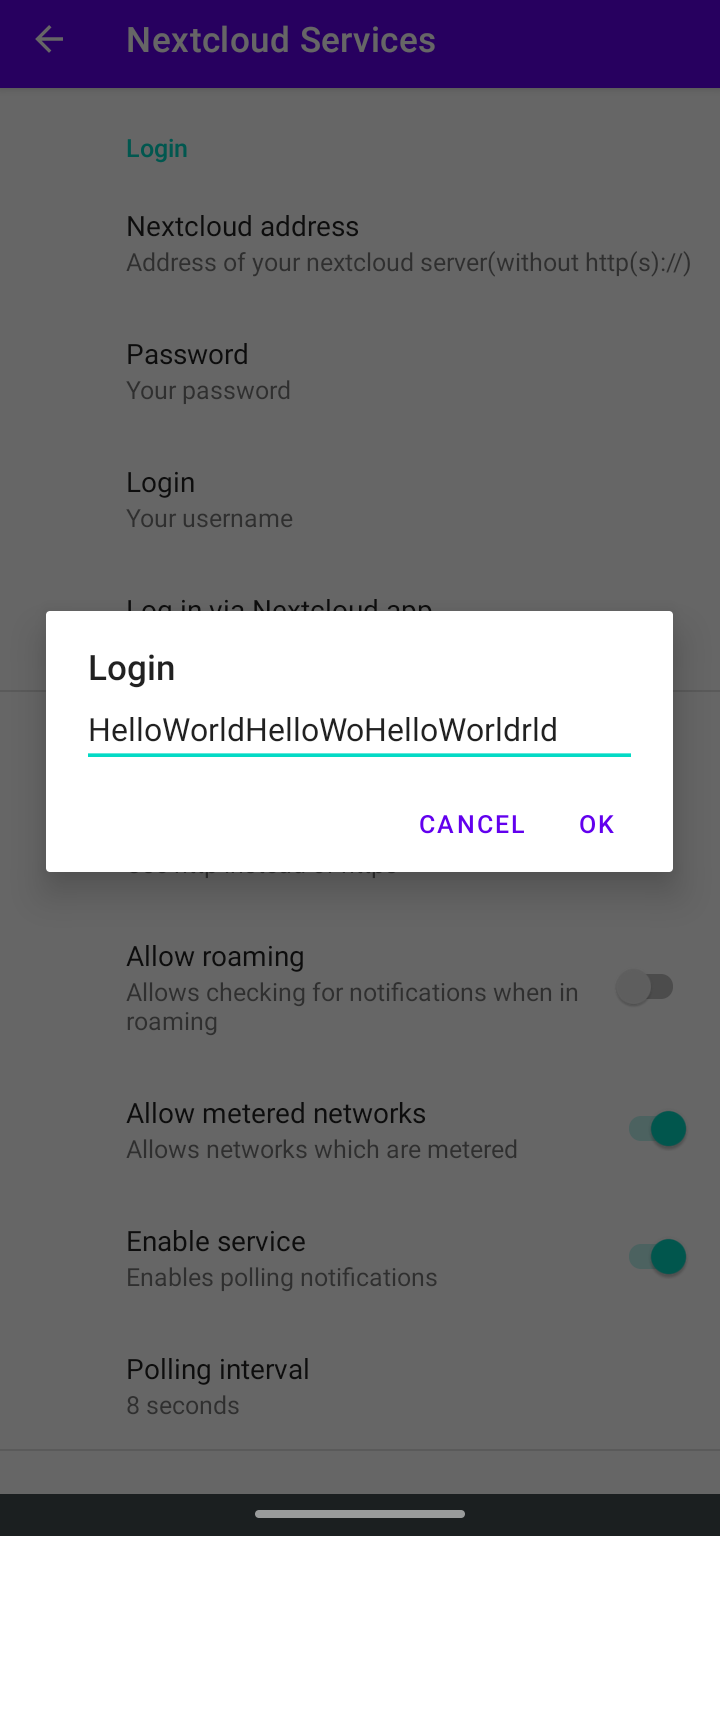 Nextcloud Services
Login
Nextcloud address
Address of your nextcloud server(without http(s)://)
Password
Your password
Login
Your username
Log in via Nextcloud app
Login
HelloWorldHelloWoHelloWorldrld
CANCEL OK
Use http instead of https
Allow roaming
Allows checking for notifications when in
roaming
Allow metered networks
Allows networks which are metered
Enable service
Enables polling notifications
Polling interval
8 seconds